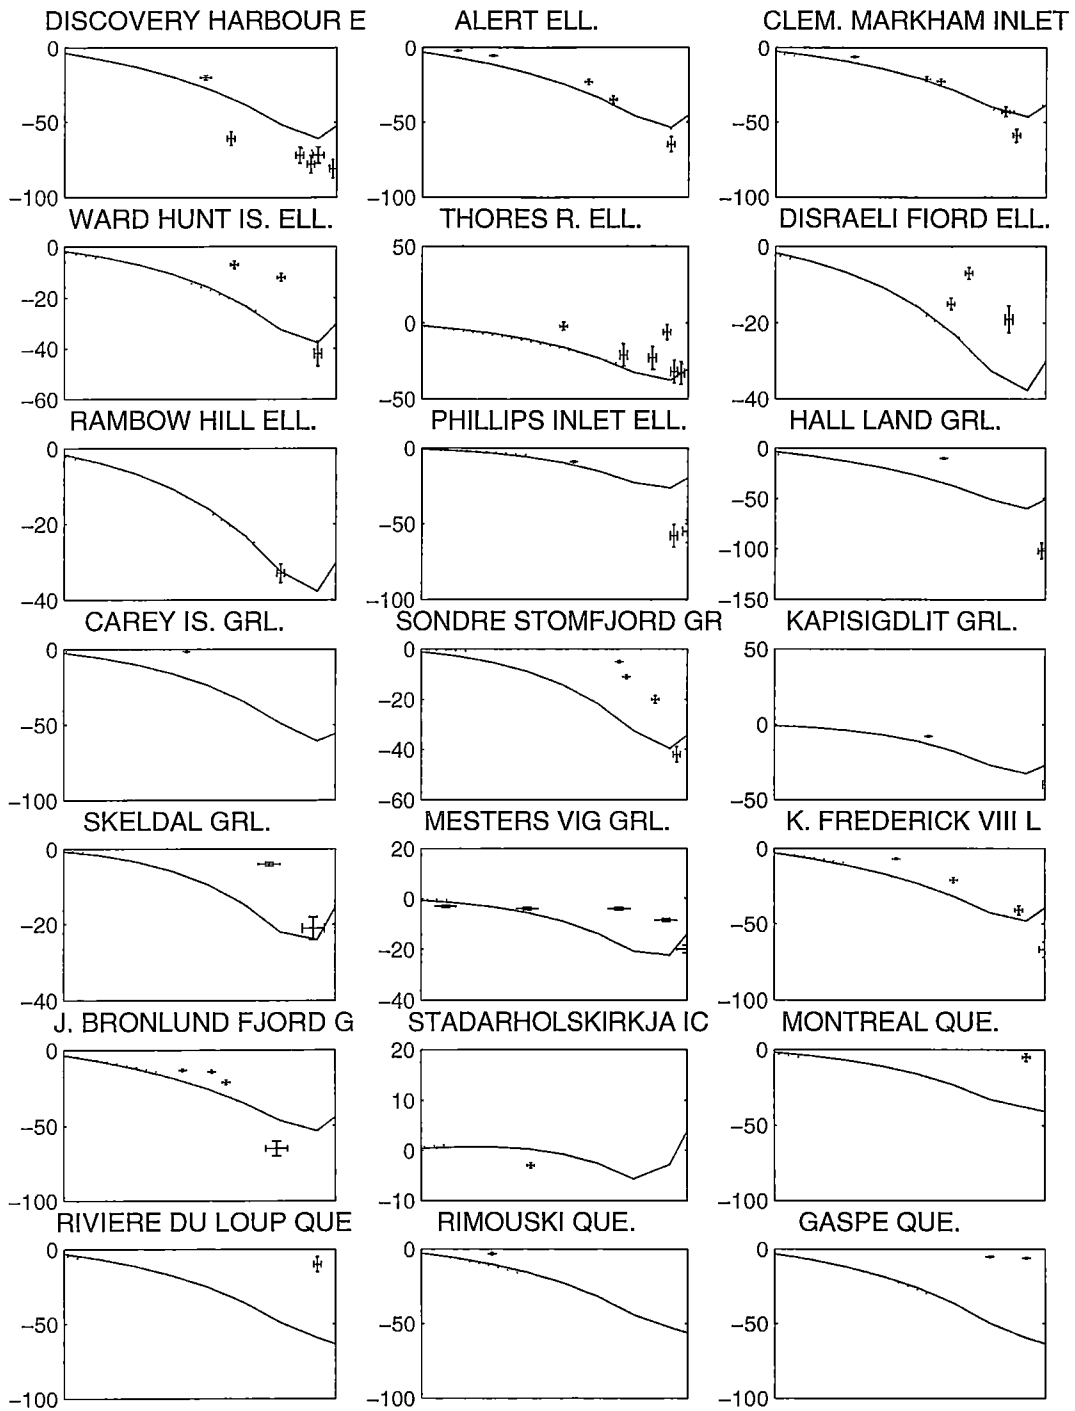 DISCOVERY HARBOUR E ALERT ELL. CLEM. MARKHAM INLET
0 0 0
−50 −50 −50
−100 −100 −100
WARD HUNT IS. ELL. THORES R. ELL. DISRAELI FIORD ELL.
0 50 0
−20 0 −20
−40
−60 −50 −40
RAMBOW HILL ELL. PHILLIPS INLET ELL. HALL LAND GRL.
0 0 0
−20 −50 −50
−100
−40 −100 −150
CAREY IS. GRL. SONDRE STOMFJORD GR KAPISIGDLIT GRL.
0 0 50
−50 −20 0
−40
−100 −60 −50
SKELDAL GRL. MESTERS VIG GRL. K. FREDERICK VIII L
0 20 0
−20 0 −50
−20
−40 −40 −100
J. BRONLUND FJORD G STADARHOLSKIRKJA IC MONTREAL QUE.
0 20 0
−50 10 −50
0
−100 −10 −100
RIVIERE DU LOUP QUE RIMOUSKI QUE. GASPE QUE.
0 0 0
−50 −50 −50
−100 −100 −100